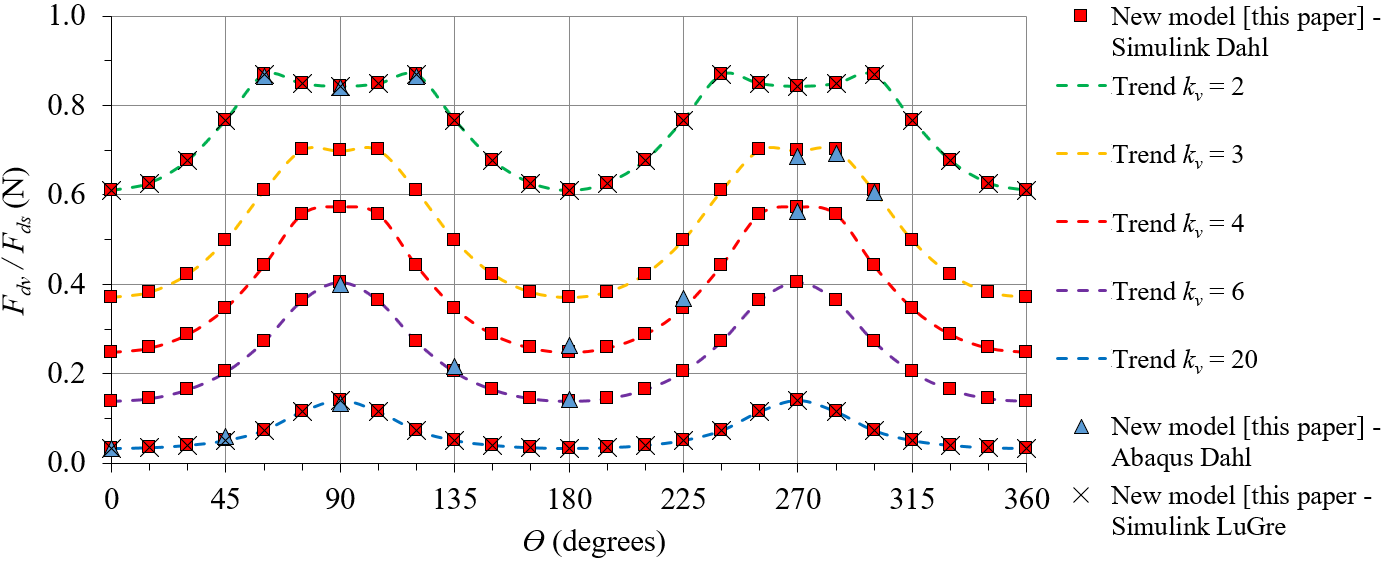 1.0
0.8
0.6
0.4
0.2
0.0
F_dv / F_ds (N)
0 45 90 135 180 225 270 315 360
Ɵ (degrees)
New model [this paper] -
Simulink Dahl
Trend k_v = 2
Trend k_v = 3
Trend k_v = 4
Trend k_v = 6
Trend k_v = 20
New model [this paper] -
Abaqus Dahl
New model [this paper -
Simulink LuGre